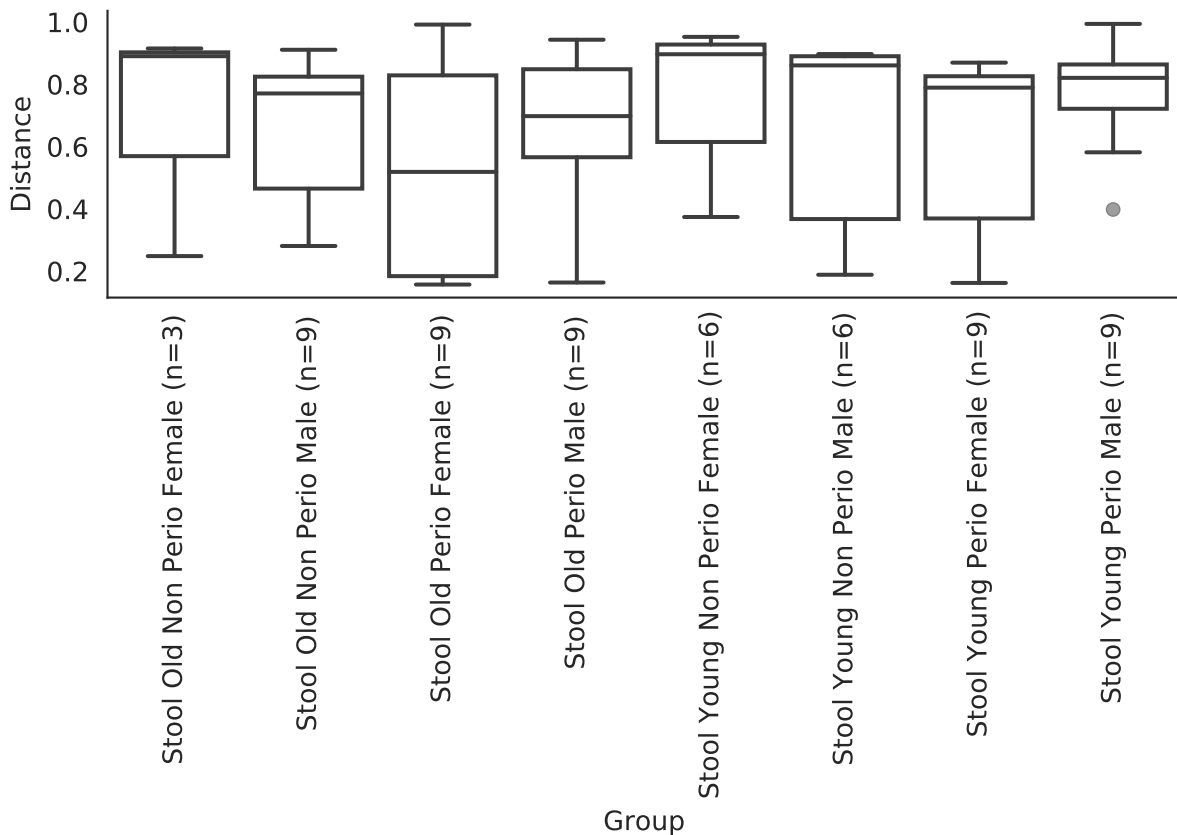 1.0
0.8
0.6
0.4
0.2
Distance
Stool Old Non Perio Female (n=3)
Stool Old Non Perio Male (n=9)
Stool Old Perio Female (n=9)
Stool Old Perio Male (n=9)
Stool Young Non Perio Female (n=6)
Stool Young Non Perio Male (n=6)
Stool Young Perio Female (n=9)
Stool Young Perio Male (n=9)
Group